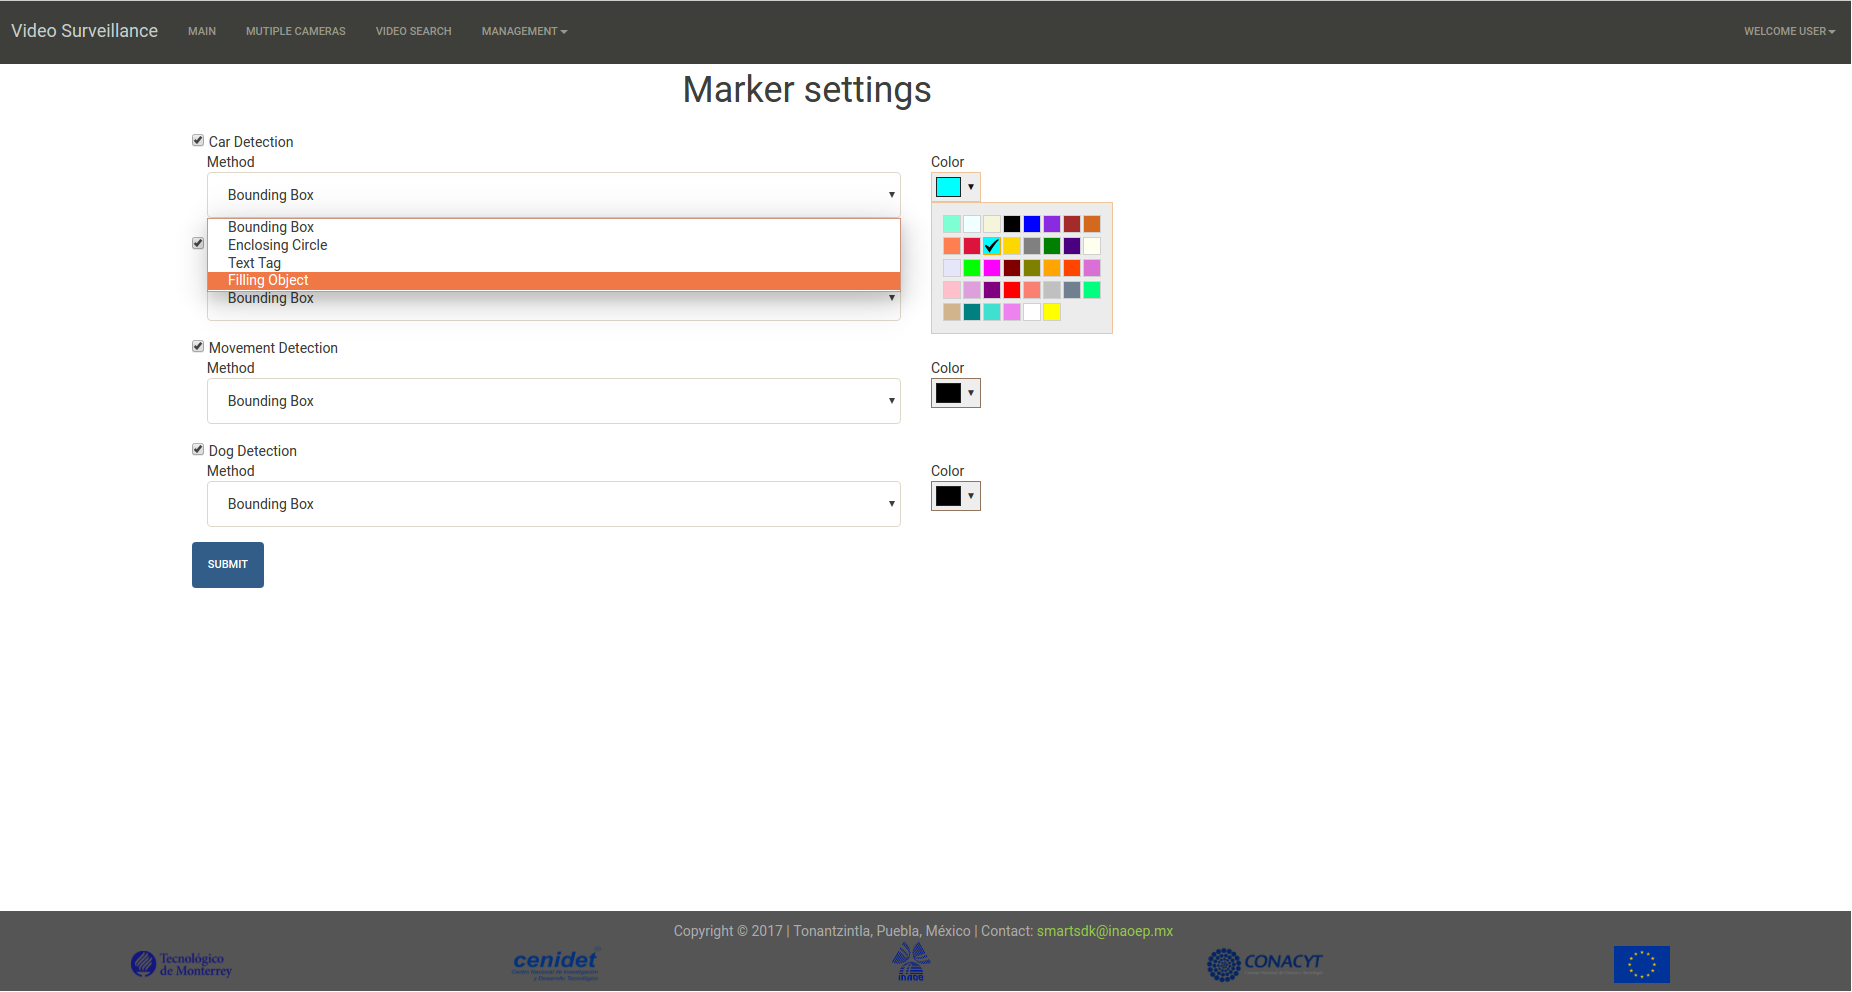 Video Surveillance MAIN MUTIPLE CAMERAS VIDEO SEARCH MANAGEMENT WELCOME USER
Marker settings
Car Detection
Method Color
Bounding Box
Bounding Box
Enclosing Circle
Text Tag
Filling Object
Bounding Box
Movement Detection
Method Color
Bounding Box
Dog Detection
Method Color
Bounding Box
SUBMIT
Copyright © 2017 | Tonantzintla, Puebla, México | Contact: smartsdk@inaoep.mx
Tecnológico
de Monterrey
cenidet
inaoe
CONACYT